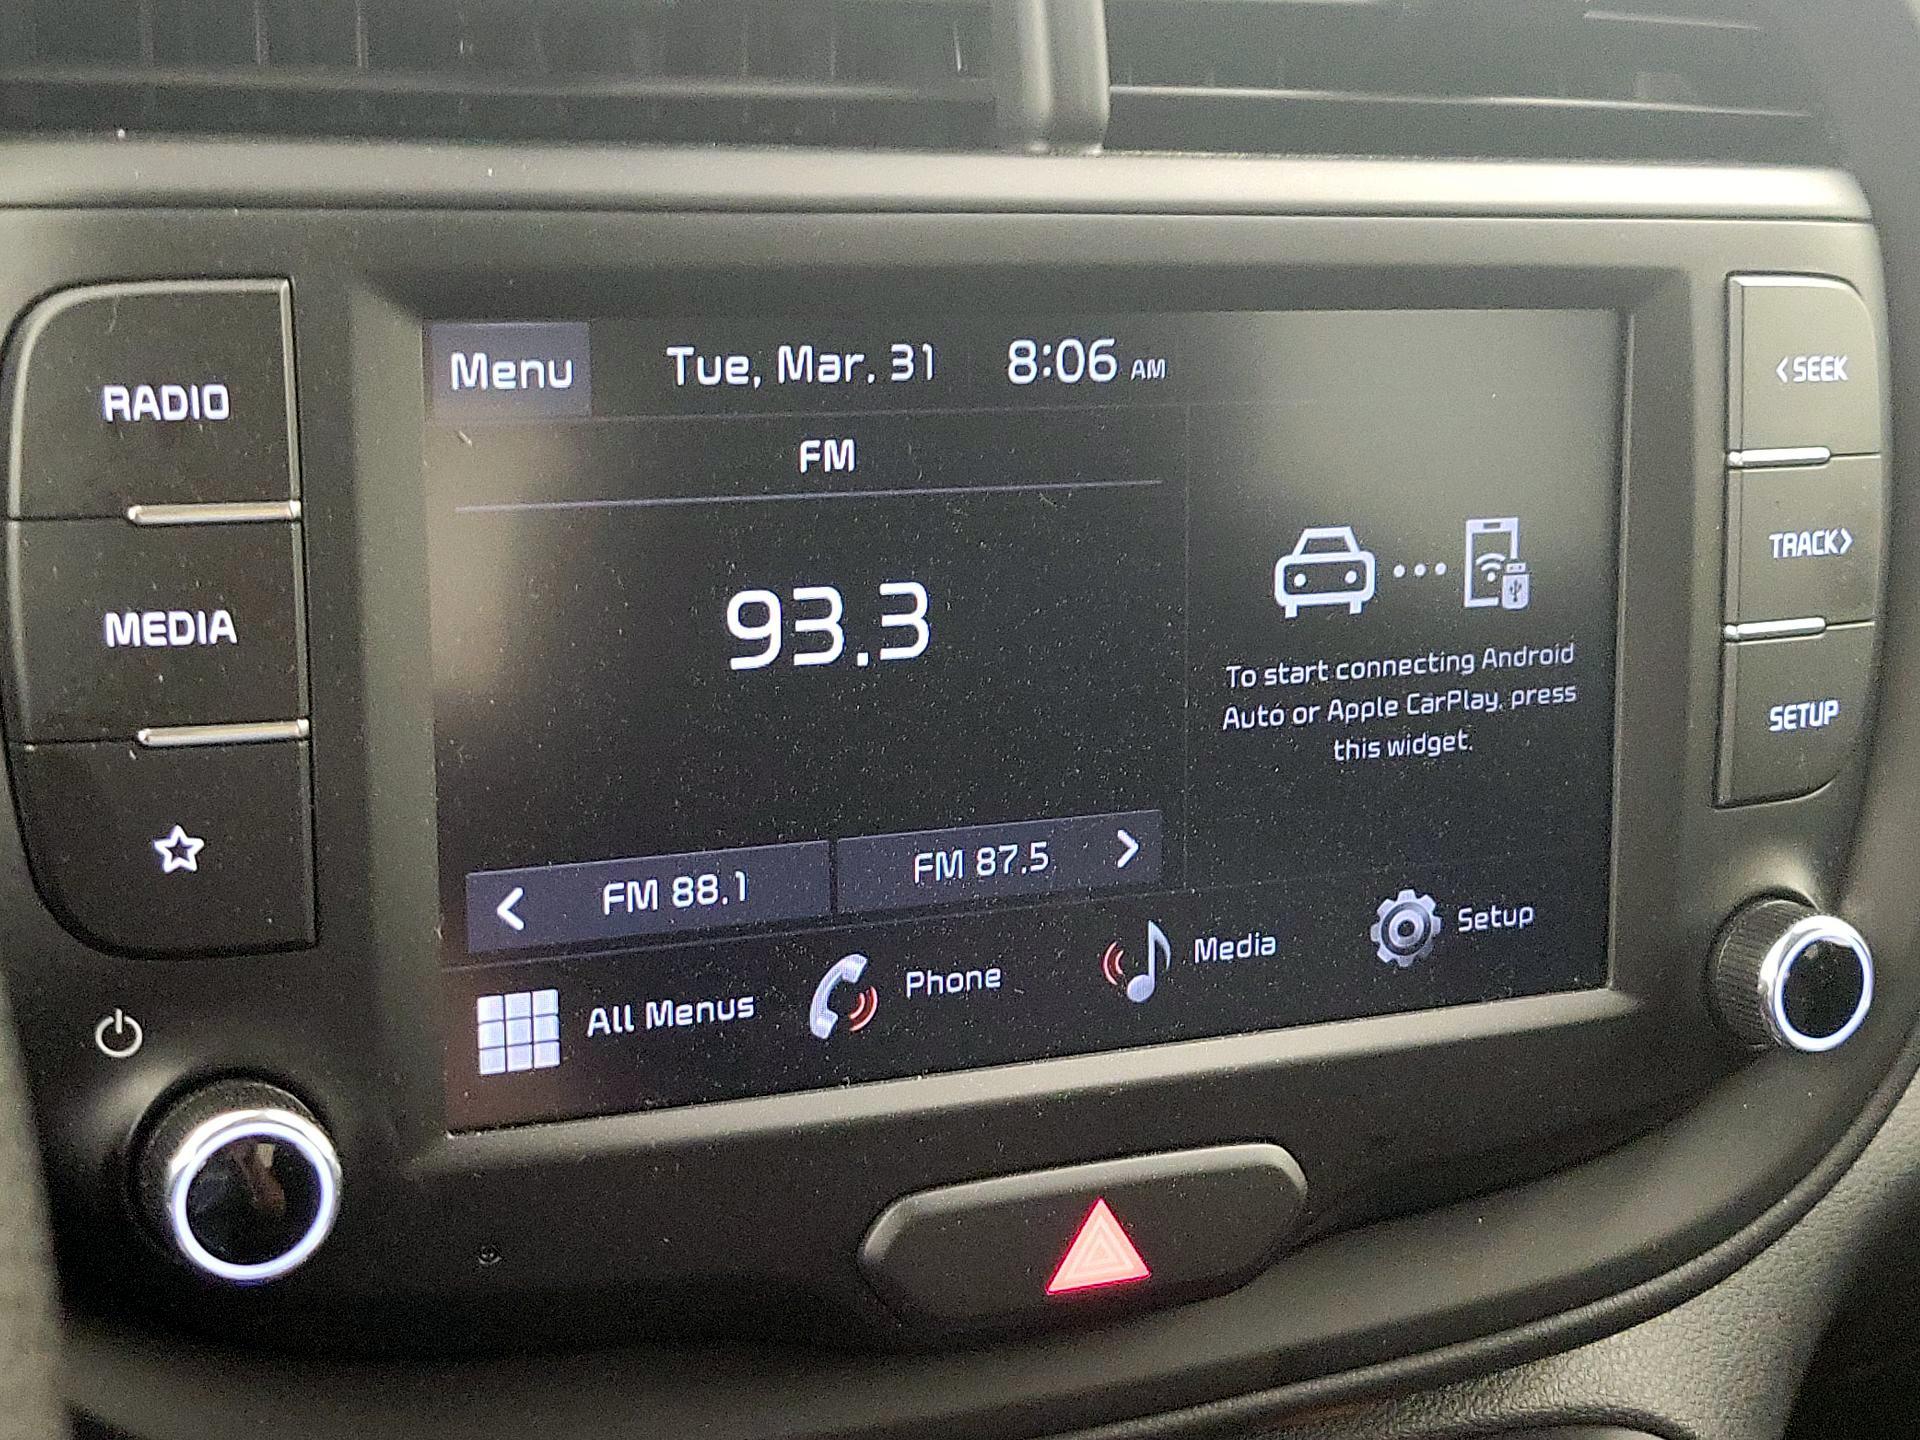 RADIO
MEDIA
Menu
Tue, Mar. 31
8:06 AM
FM
93.3
< FM 88.1
FM 87.5 >
To start connecting Android
Auto or Apple CarPlay, press
this widget.
All Menus
Phone
Media
Setup
< SEEK
TRACK >
SETUP